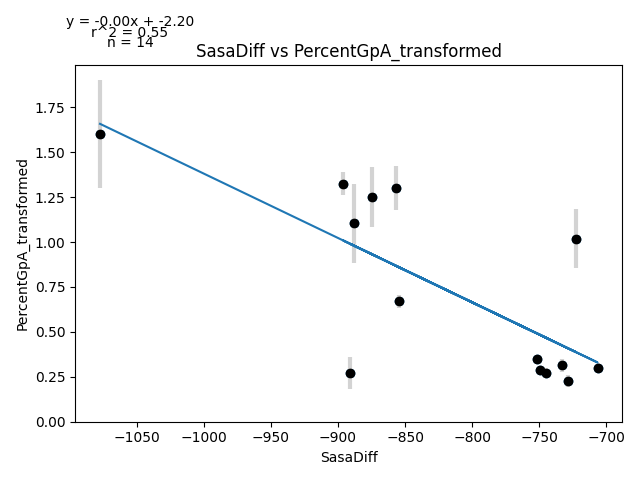 y = -0.00x + -2.20
r^2 = 0.55
n = 14
SasaDiff vs PercentGpA_transformed
PercentGpA_transformed
1.75
1.50
1.25
1.00
0.75
0.50
0.25
0.00
−1050 −1000 −950 −900 −850 −800 −750 −700
SasaDiff